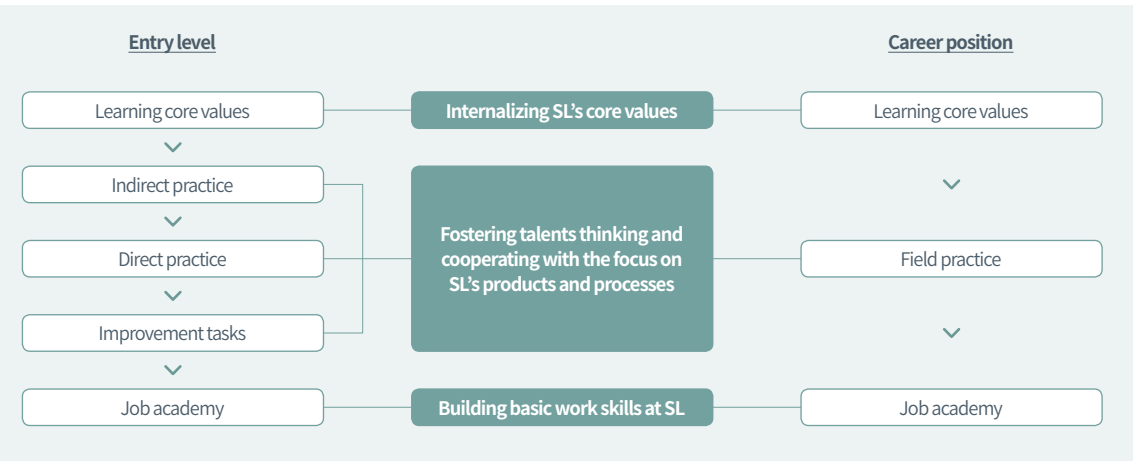 Entry level
Career position
Learning core values
Internalizing SL's core values
Learning core values
Indirect practice
Direct practice
Improvement tasks
Fostering talents thinking and
cooperating with the focus on
SL's products and processes
Field practice
Job academy
Building basic work skills at SL
Job academy